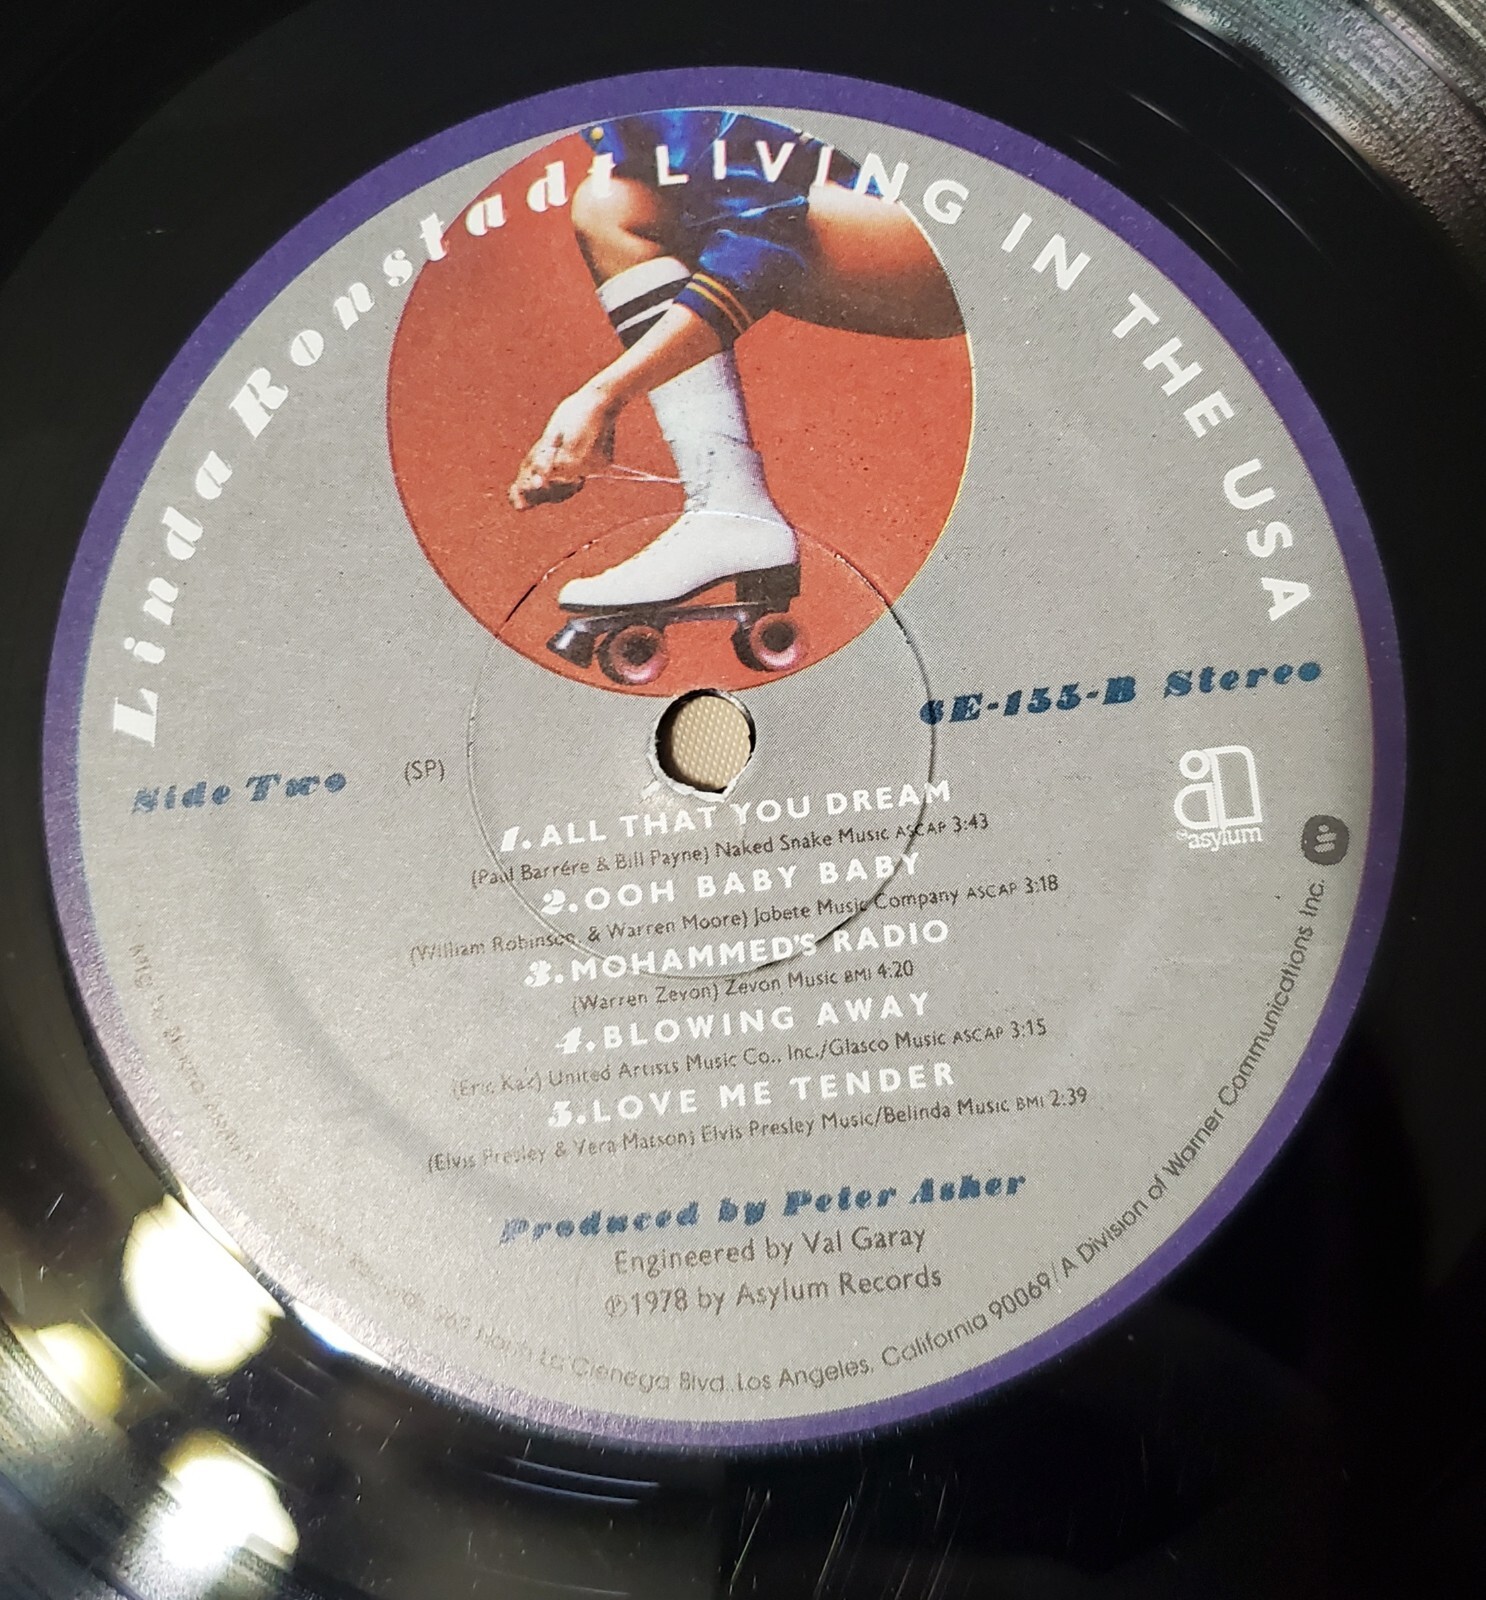 Linda Ronstadt LIVING IN THE USA
6E-155-B Stereo
Side Two
(SP)
asylum
1. ALL THAT YOU DREAM
(Paul Barrére & Bill Payne) Naked Snake Music ASCAP 3:43
2. OOH BABY BABY
(William Robinson, & Warren Moore) Jobete Music Company ASCAP 3:18
3. MOHAMMED'S RADIO
(Warren Zevon) Zevon Music BMI 4:20
4. BLOWING AWAY
(Eric Kaz) United Artists Music Co., Inc./Glasco Music ASCAP 3:15
5. LOVE ME TENDER
(Elvis Presley & Vera Matson) Elvis Presley Music/Belinda Music BMI 2:39
Produced by Peter Asher
Engineered by Val Garay
℗1978 by Asylum Records
Records, 962 North La Cienega Blvd., Los Angeles, California 90069/A Division of Warner Communications Inc.